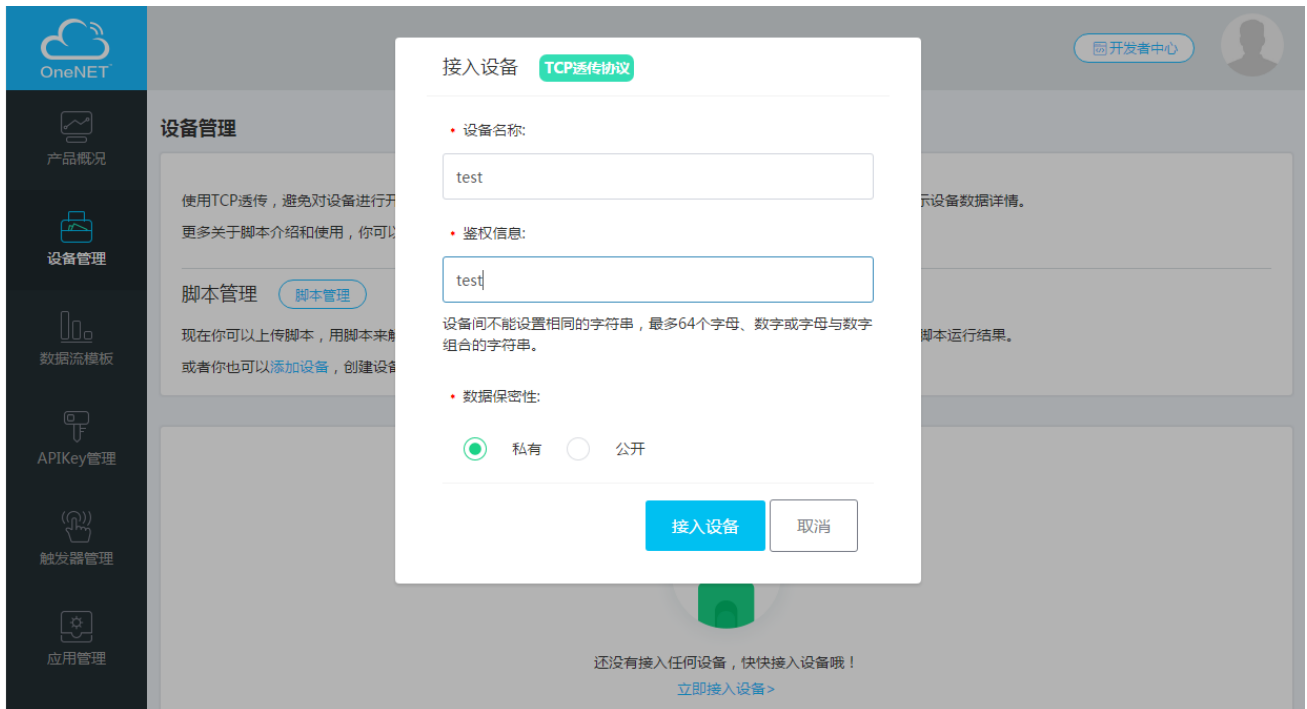 OneNET
开发者中心
产品概况
设备管理
数据流模板
APIKey管理
触发器管理
应用管理
设备管理
使用TCP透传，避免对设备进行开
示设备数据详情。
更多关于脚本介绍和使用，你可以
脚本管理
脚本管理
现在你可以上传脚本，用脚本来解
脚本运行结果。
或者你也可以添加设备，创建设备
接入设备
TCP透传协议
• 设备名称:
test
• 鉴权信息:
test
设备间不能设置相同的字符串，最多64个字母、数字或字母与数字
组合的字符串。
• 数据保密性:
私有 公开
接入设备 取消
还没有接入任何设备，快快接入设备哦！
立即接入设备>